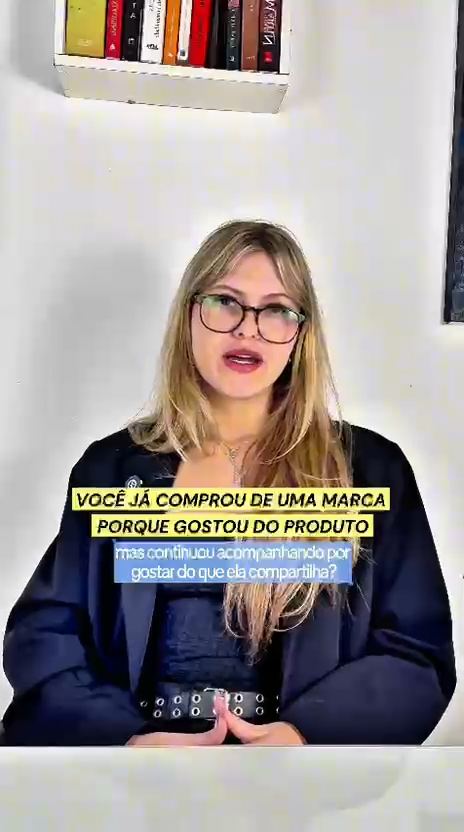 VOCÊ JÁ COMPROU DE UMA MARCA
PORQUE GOSTOU DO PRODUTO
mas continuou acompanhando por
gostar do que ela compartilha?